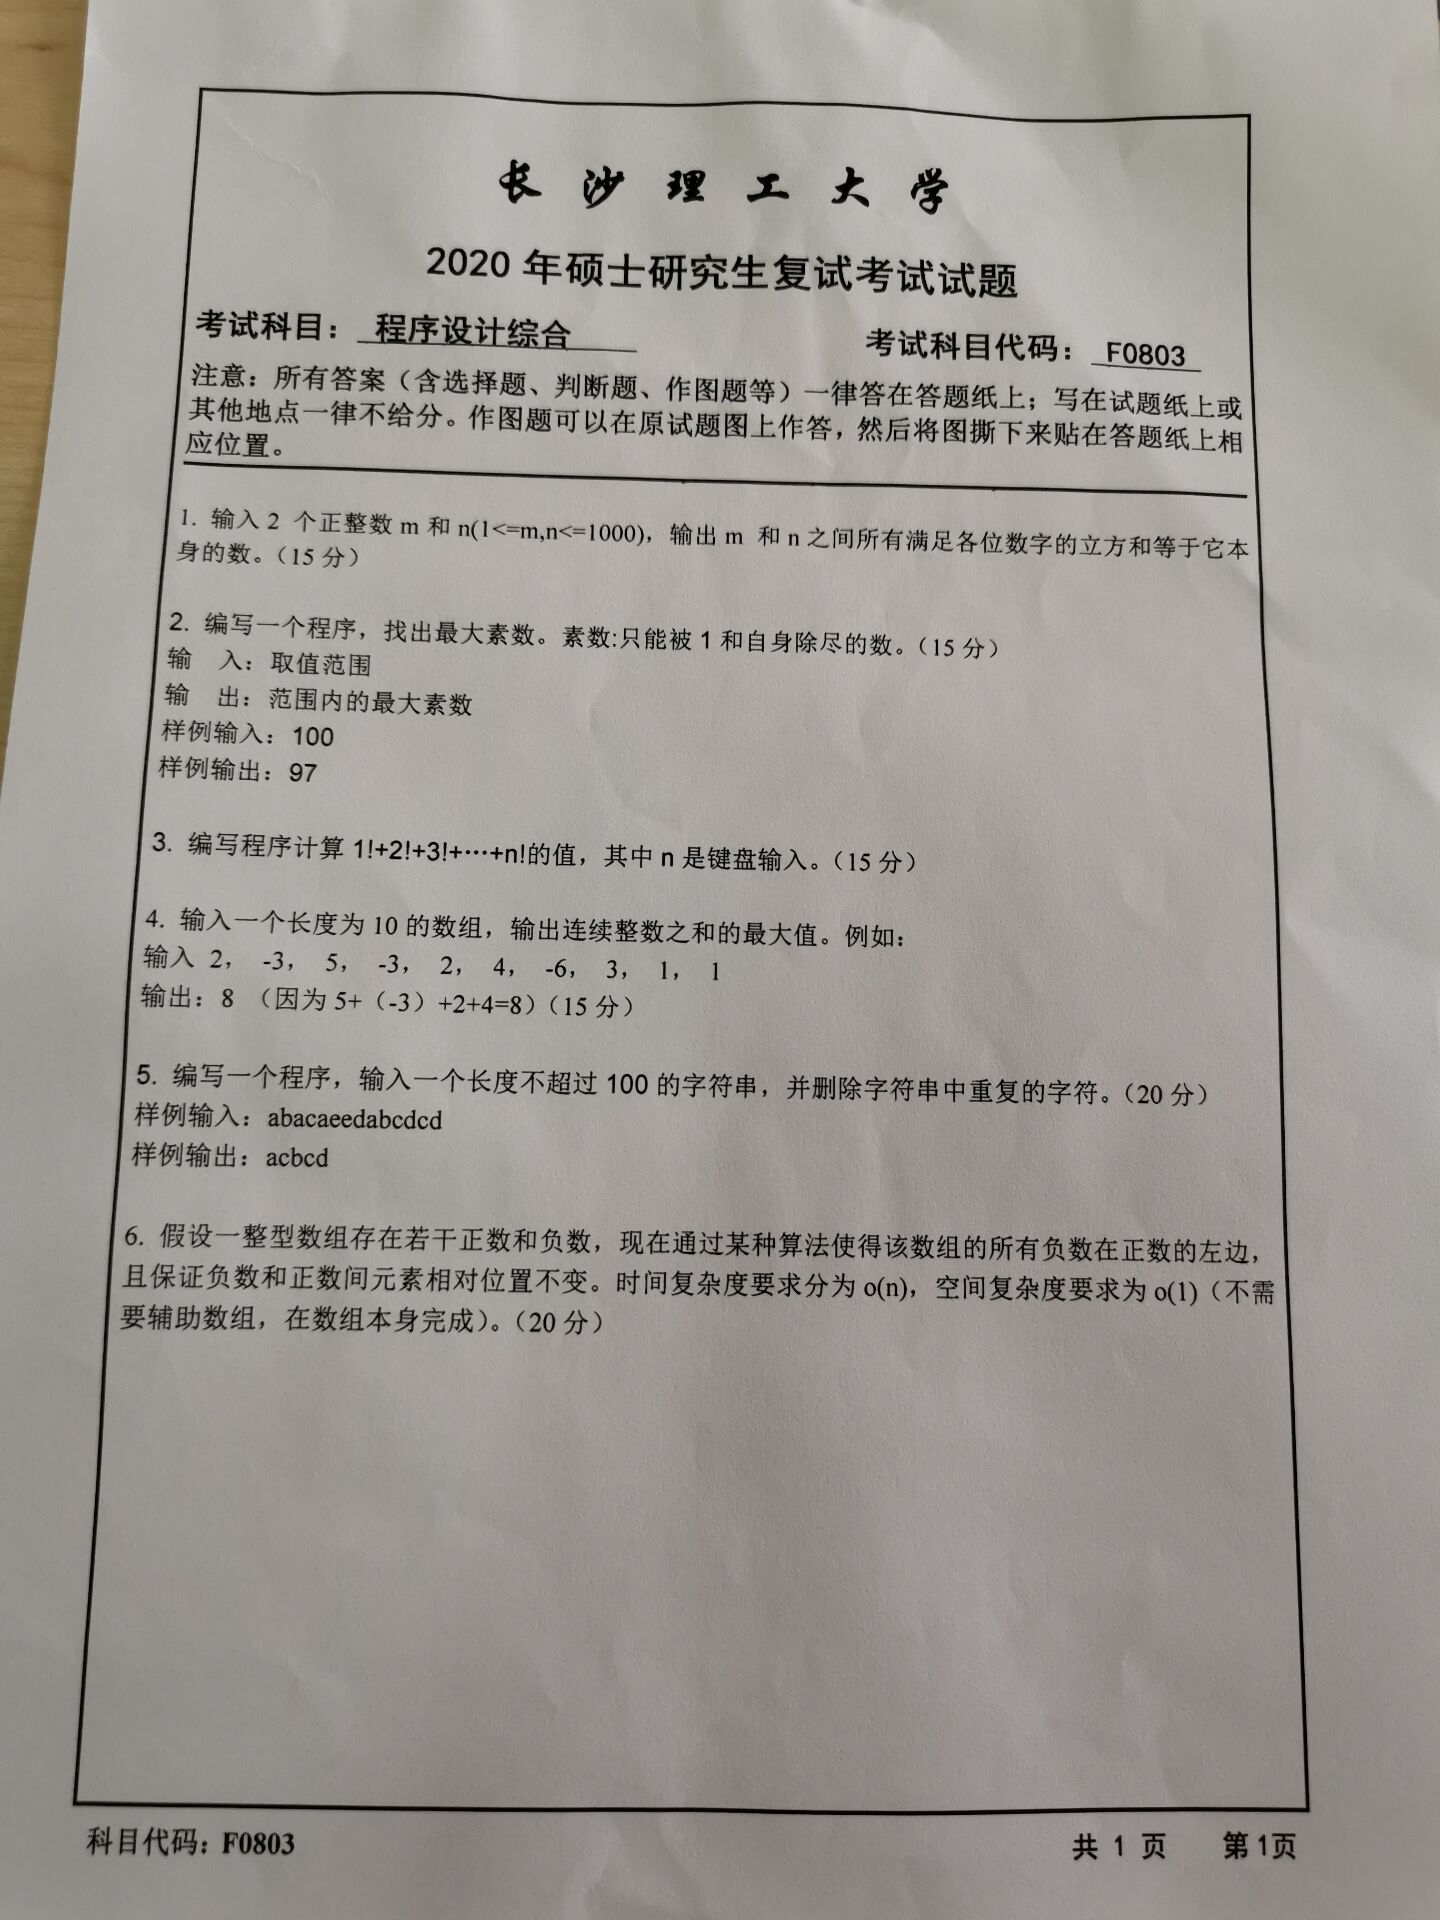 长沙理工大学
2020 年硕士研究生复试考试试题
考试科目： 程序设计综合 考试科目代码： F0803
注意：所有答案（含选择题、判断题、作图题等）一律答在答题纸上；写在试题纸上或
其他地点一律不给分。作图题可以在原试题图上作答，然后将图撕下来贴在答题纸上相
应位置。
1. 输入 2 个正整数 m 和 n(1<=m,n<=1000)，输出 m 和 n 之间所有满足各位数字的立方和等于它本
身的数。（15 分）
2. 编写一个程序，找出最大素数。素数:只能被 1 和自身除尽的数。（15 分）
输 入：取值范围
输 出：范围内的最大素数
样例输入：100
样例输出：97
3. 编写程序计算 1!+2!+3!+···+n!的值，其中 n 是键盘输入。（15 分）
4. 输入一个长度为 10 的数组，输出连续整数之和的最大值。例如：
输入 2， -3， 5， -3， 2， 4， -6， 3， 1， 1
输出：8 （因为 5+（-3）+2+4=8）（15 分）
5. 编写一个程序，输入一个长度不超过 100 的字符串，并删除字符串中重复的字符。（20 分）
样例输入：abacaeedabcdcd
样例输出：acbcd
6. 假设一整型数组存在若干正数和负数，现在通过某种算法使得该数组的所有负数在正数的左边，
且保证负数和正数间元素相对位置不变。时间复杂度要求分为 o(n)，空间复杂度要求为 o(1)（不需
要辅助数组，在数组本身完成）。（20 分）
科目代码：F0803 共 1 页 第 1页